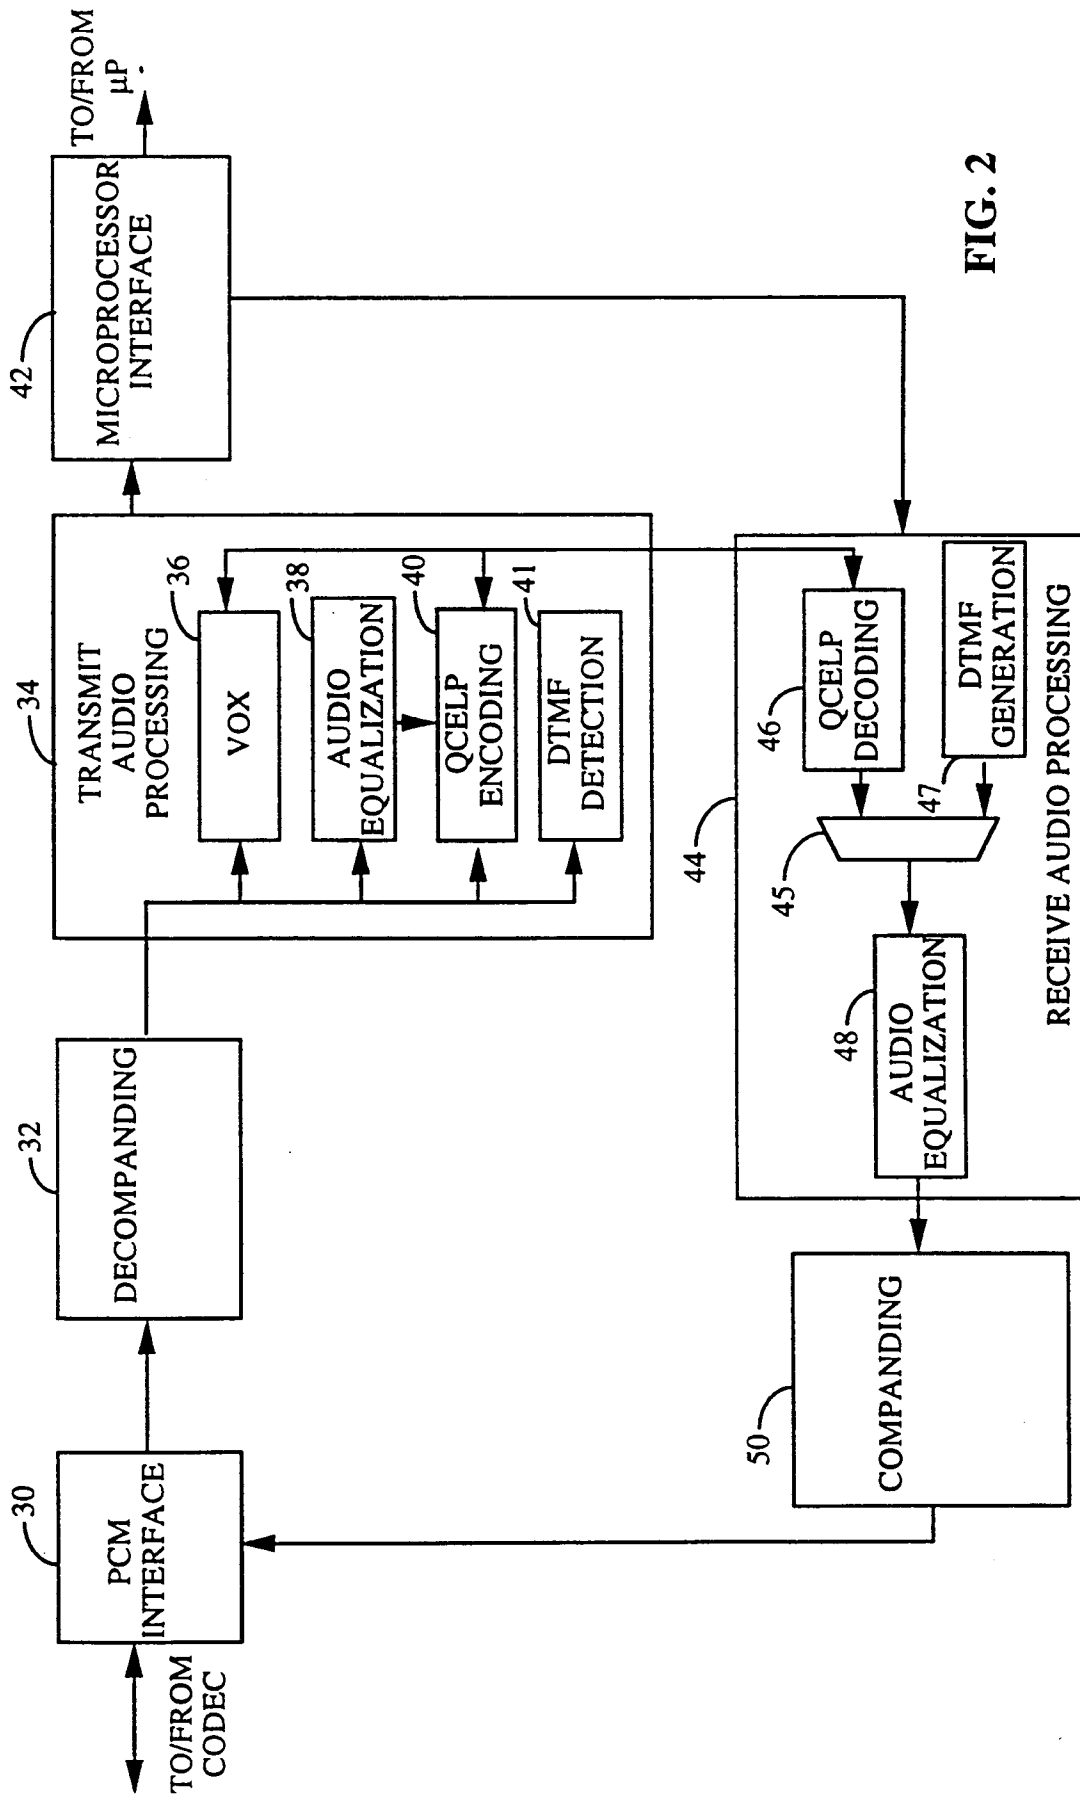 30
PCM
INTERFACE
TO/FROM
CODEC
32
DECOMPANDING
34
TRANSMIT
AUDIO
PROCESSING
36
VOX
38
AUDIO
EQUALIZATION
40
QCELP
ENCODING
41
DTMF
DETECTION
42
MICROPROCESSOR
INTERFACE
TO/FROM
μP
50
COMPANDING
44
48
AUDIO
EQUALIZATION
45
46
QCELP
DECODING
47
DTMF
GENERATION
RECEIVE AUDIO PROCESSING
FIG. 2